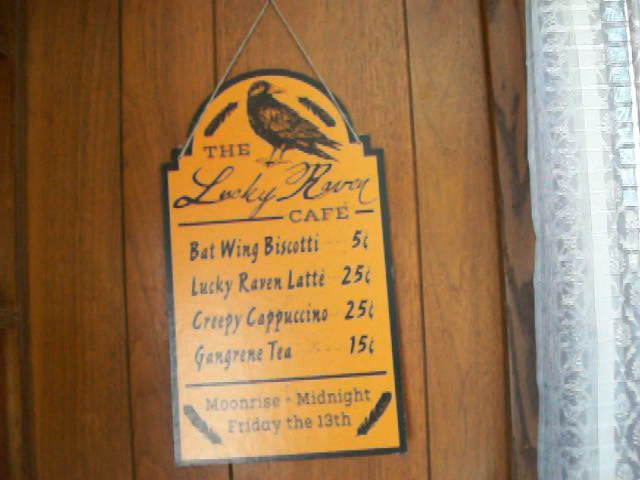 THE
Lucky Raven
CAFÉ
Bat Wing Biscotti 5¢
Lucky Raven Latté 25¢
Creepy Cappuccino 25¢
Gangrene Tea 15¢
Moonrise - Midnight
Friday the 13th